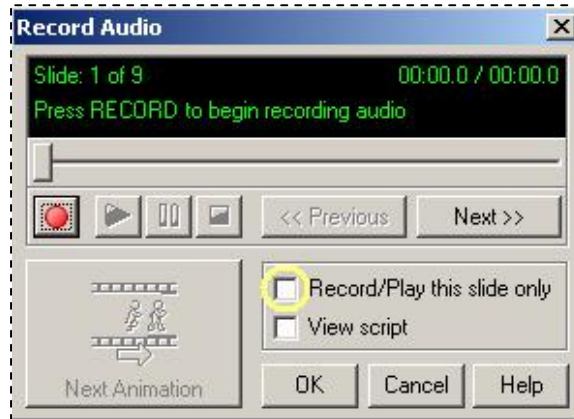 Record Audio
Slide: 1 of 9 00:00.0 / 00:00.0
Press RECORD to begin recording audio
<< Previous Next >>
Record/Play this slide only
View script
Next Animation
OK Cancel Help